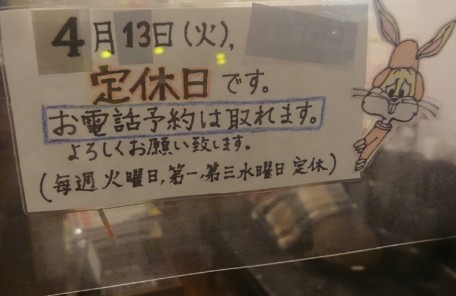 4月13日(火),
定休日です。
お電話予約は取れます。
よろしくお願い致します。
(毎週火曜日,第一,第三水曜日定休)